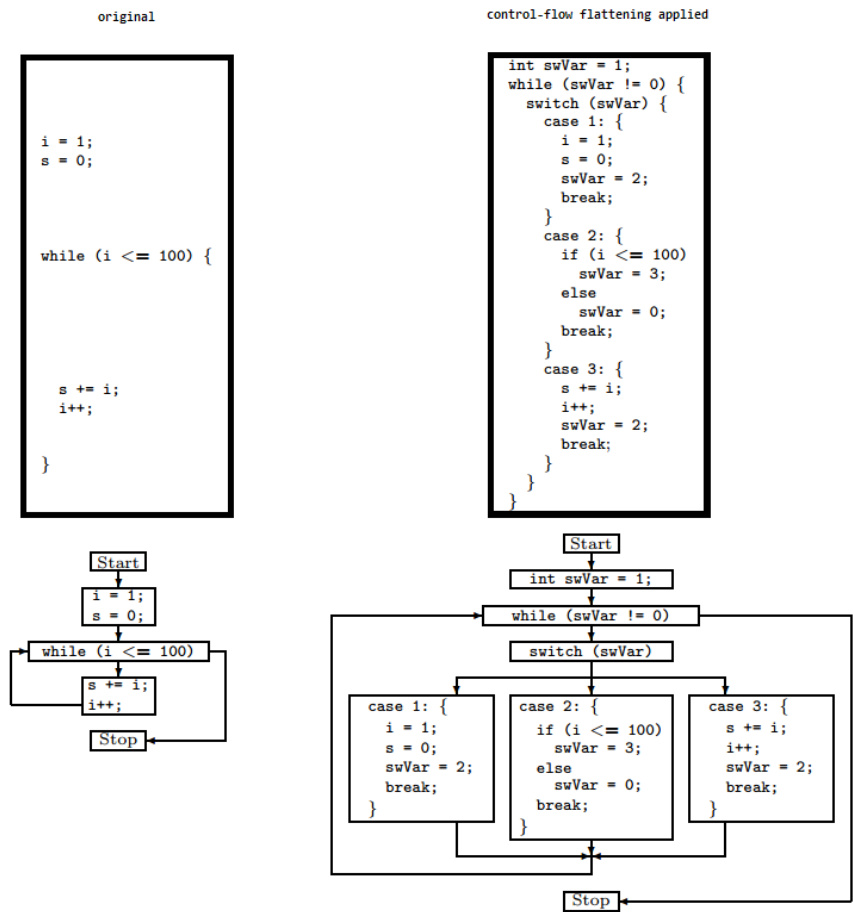 original
i = 1;
s = 0;
while (i <= 100) {
s += i;
i++;
}
control-flow flattening applied
int swVar = 1;
while (swVar != 0) {
switch (swVar) {
case 1: {
i = 1;
s = 0;
swVar = 2;
break;
}
case 2: {
if (i <= 100)
swVar = 3;
else
swVar = 0;
break;
}
case 3: {
s += i;
i++;
swVar = 2;
break;
}
}
}
Start
i = 1;
s = 0;
while (i <= 100)
s += i;
i++;
Stop
Start
int swVar = 1;
while (swVar != 0)
switch (swVar)
case 1: {
i = 1;
s = 0;
swVar = 2;
break;
}
case 2: {
if (i <= 100)
swVar = 3;
else
swVar = 0;
break;
}
case 3: {
s += i;
i++;
swVar = 2;
break;
}
Stop